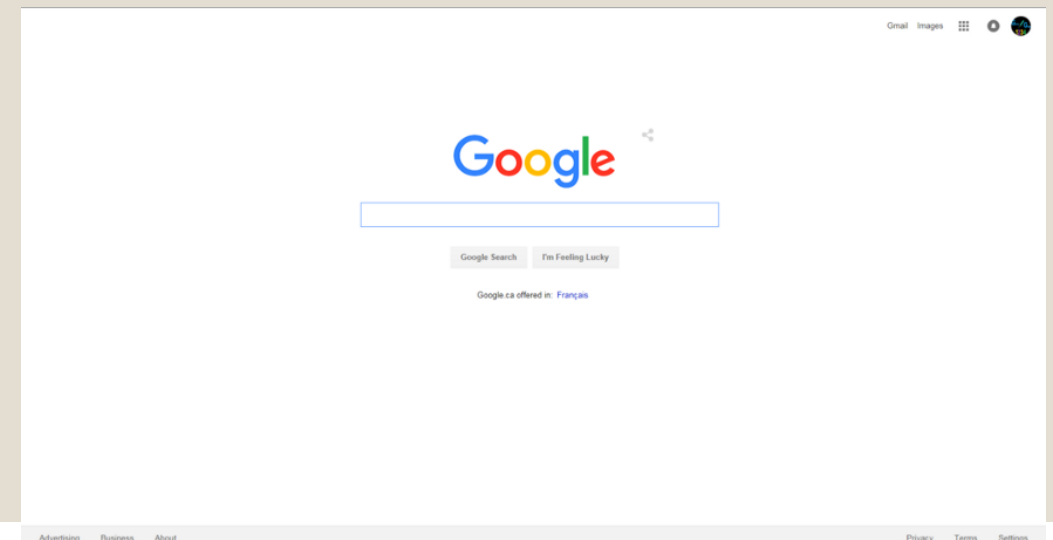 Gmail Images
Google
Google Search I'm Feeling Lucky
Google.ca offered in: Français
Advertising Business About Privacy Terms Settings